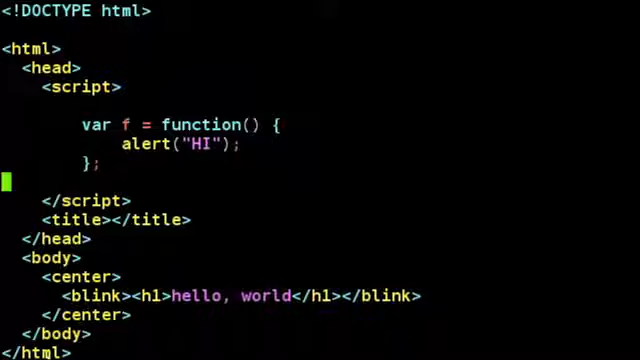 <!DOCTYPE html>
<html>
<head>
<script>
var f = function() {
alert("HI");
};
</script>
<title></title>
</head>
<body>
<center>
<blink><h1>hello, world</h1></blink>
</center>
</body>
</html>